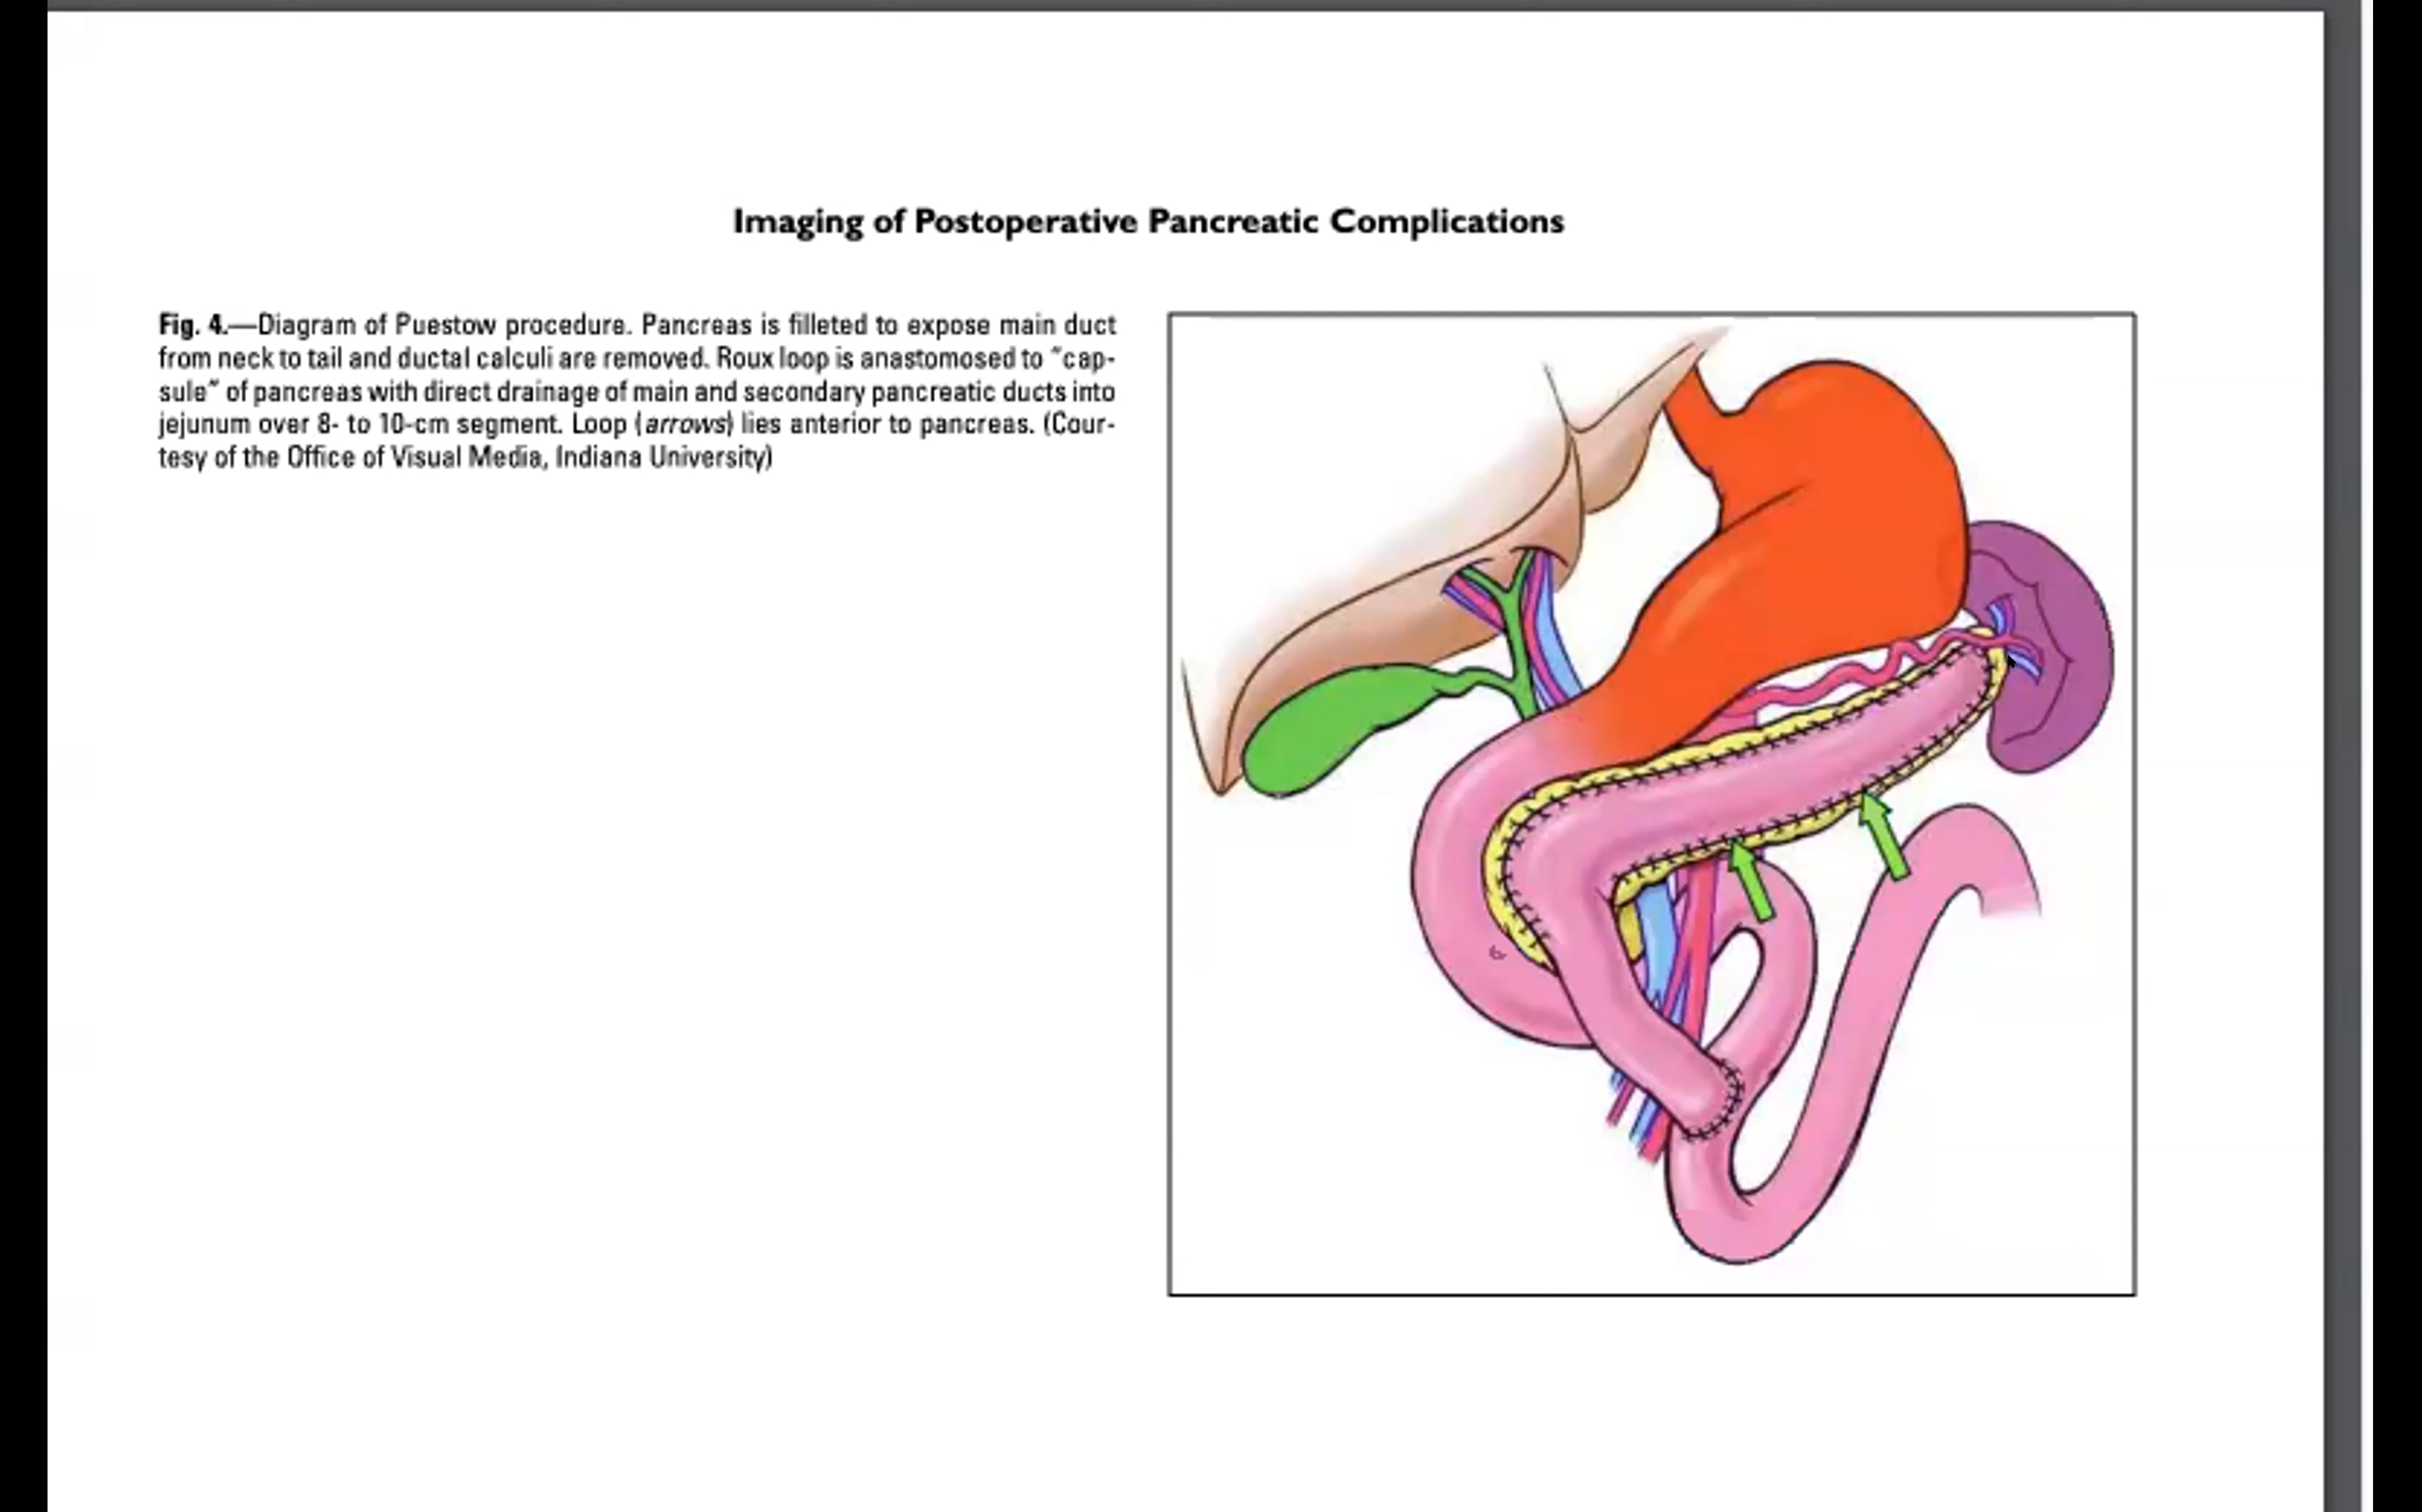 Imaging of Postoperative Pancreatic Complications
Fig. 4.—Diagram of Puestow procedure. Pancreas is filleted to expose main duct
from neck to tail and ductal calculi are removed. Roux loop is anastomosed to "cap-
sule" of pancreas with direct drainage of main and secondary pancreatic ducts into
jejunum over 8- to 10-cm segment. Loop (arrows) lies anterior to pancreas. (Cour-
tesy of the Office of Visual Media, Indiana University)